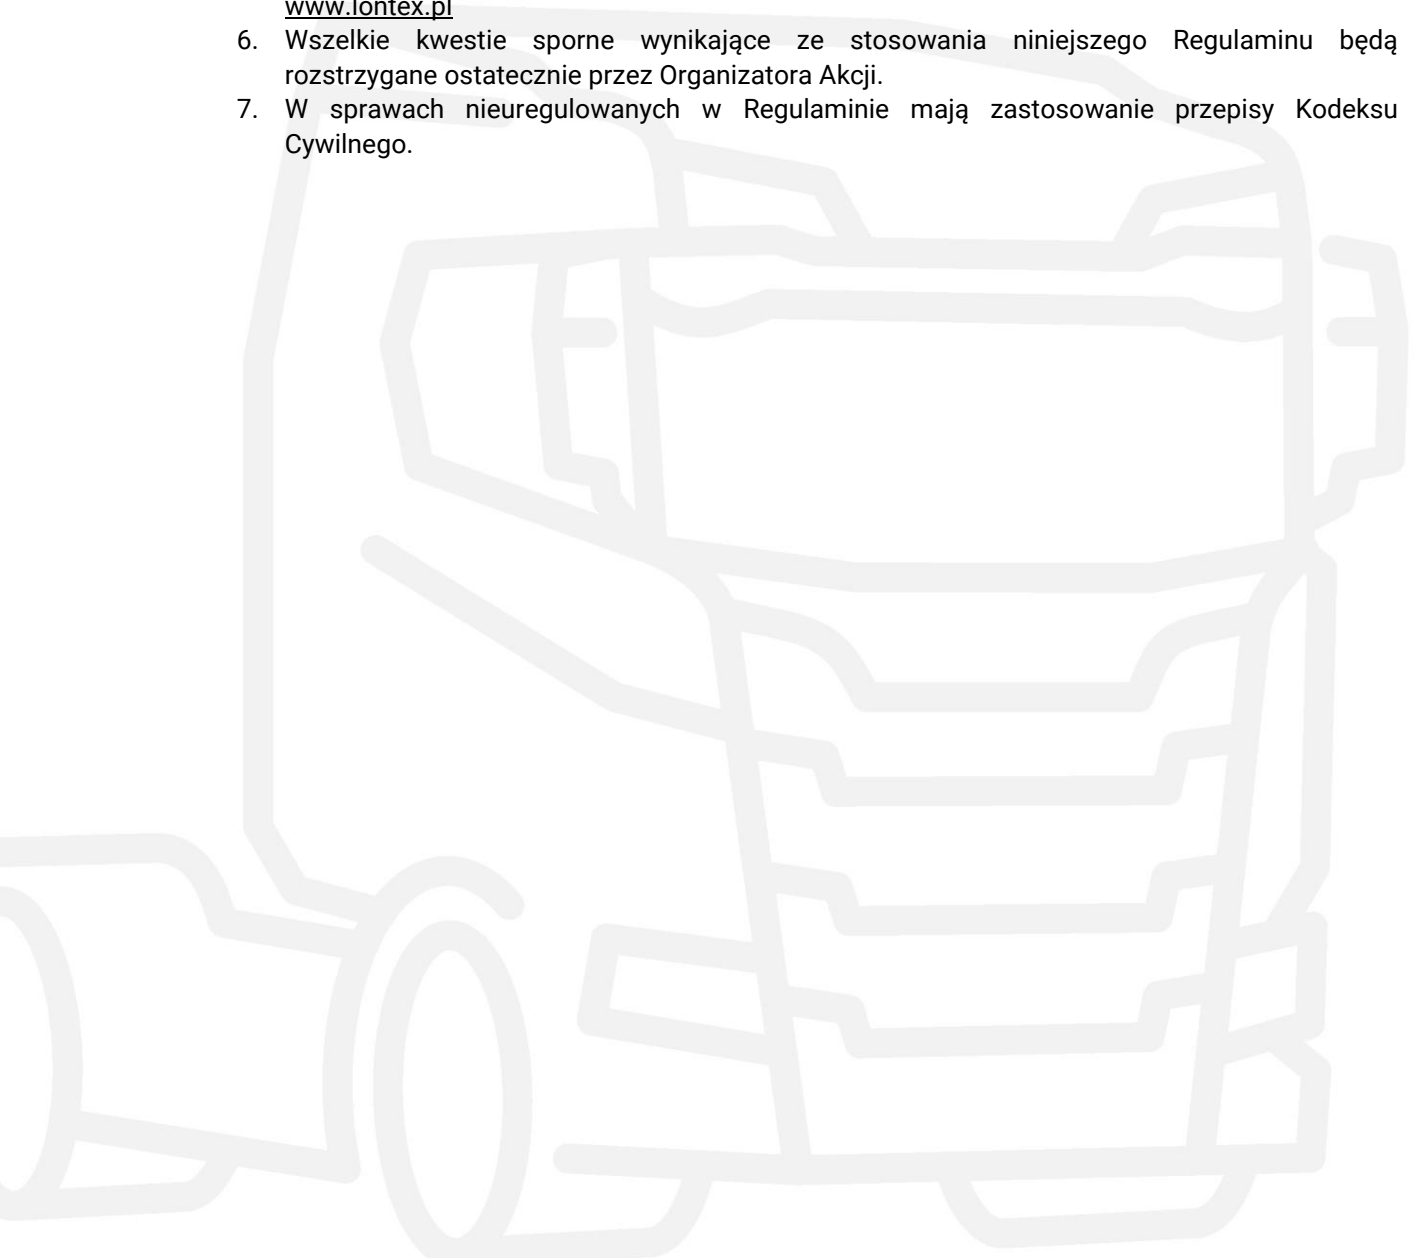 www.lontex.pl
6. Wszelkie kwestie sporne wynikające ze stosowania niniejszego Regulaminu będą
rozstrzygane ostatecznie przez Organizatora Akcji.
7. W sprawach nieuregulowanych w Regulaminie mają zastosowanie przepisy Kodeksu
Cywilnego.